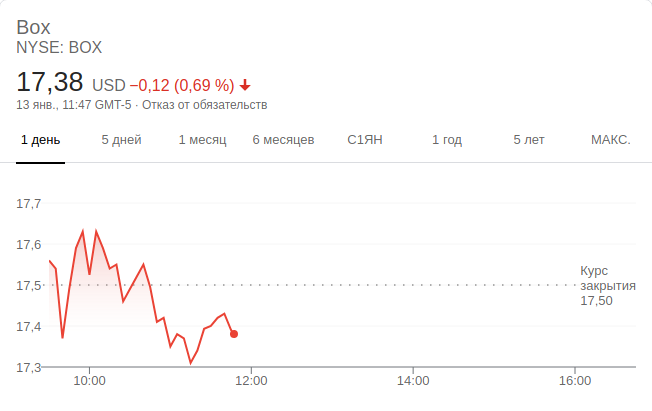 Box
NYSE: BOX
17,38 USD −0,12 (0,69 %)
13 янв., 11:47 GMT-5 · Отказ от обязательств
1 день 5 дней 1 месяц 6 месяцев С1ЯН 1 год 5 лет МАКС.
17,7
17,6
17,5
17,4
17,3
Курс
закрытия
17,50
10:00 12:00 14:00 16:00